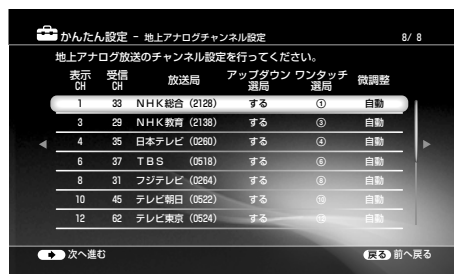 かんたん設定 - 地上アナログチャンネル設定 8/ 8
地上アナログ放送のチャンネル設定を行ってください。
表示CH 受信CH 放送局 アップダウン選局 ワンタッチ選局 微調整
1 33 NHK総合 (2128) する ① 自動
3 29 NHK教育 (2138) する ③ 自動
4 35 日本テレビ (0260) する ④ 自動
6 37 TBS (0518) する ⑥ 自動
8 31 フジテレビ (0264) する ⑧ 自動
10 45 テレビ朝日 (0522) する ⑩ 自動
12 62 テレビ東京 (0524) する ⑫ 自動
次へ進む 戻る 前へ戻る